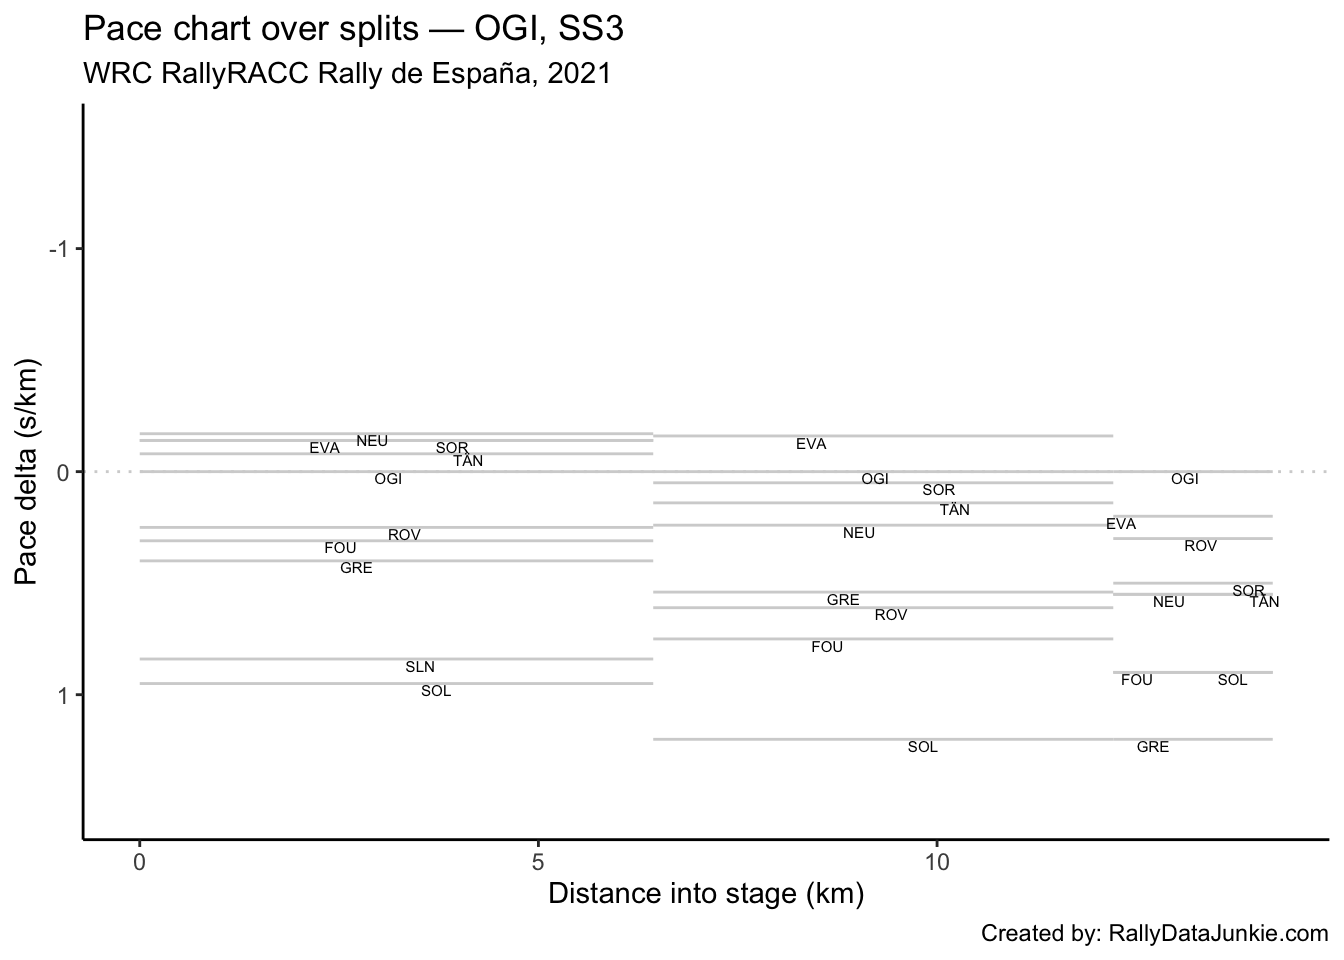 Pace chart over splits — OGI, SS3
WRC RallyRACC Rally de España, 2021
Pace delta (s/km)
-1
0
1
NEU
EVA
SOR
TÄN
OGI
ROV
FOU
GRE
SLN
SOL
EVA
OGI
SOR
TÄN
NEU
GRE
ROV
FOU
SOL
OGI
EVA
ROV
SOR
NEU
TÄN
FOU
SOL
GRE
0
5
10
Distance into stage (km)
Created by: RallyDataJunkie.com